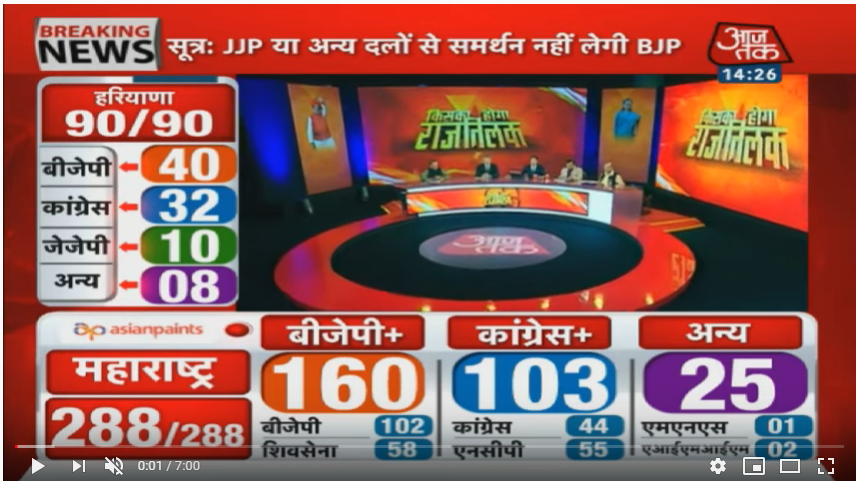 BREAKING
NEWS
सूत्र: JJP या अन्य दलों से समर्थन नहीं लेगी BJP
आज
तक
14:26
हरियाणा
90/90
बीजेपी 40
कांग्रेस 32
जेजेपी 10
अन्य 08
किसका होगा
राजतिलक
किसका होगा
राजतिलक
आज
तक
ap asianpaints
महाराष्ट्र
288/288
बीजेपी+
160
बीजेपी 102
शिवसेना 58
कांग्रेस+
103
कांग्रेस 44
एनसीपी 55
अन्य
25
एमएनएस 01
एआईएमआईएम 02
0:01 / 7:00